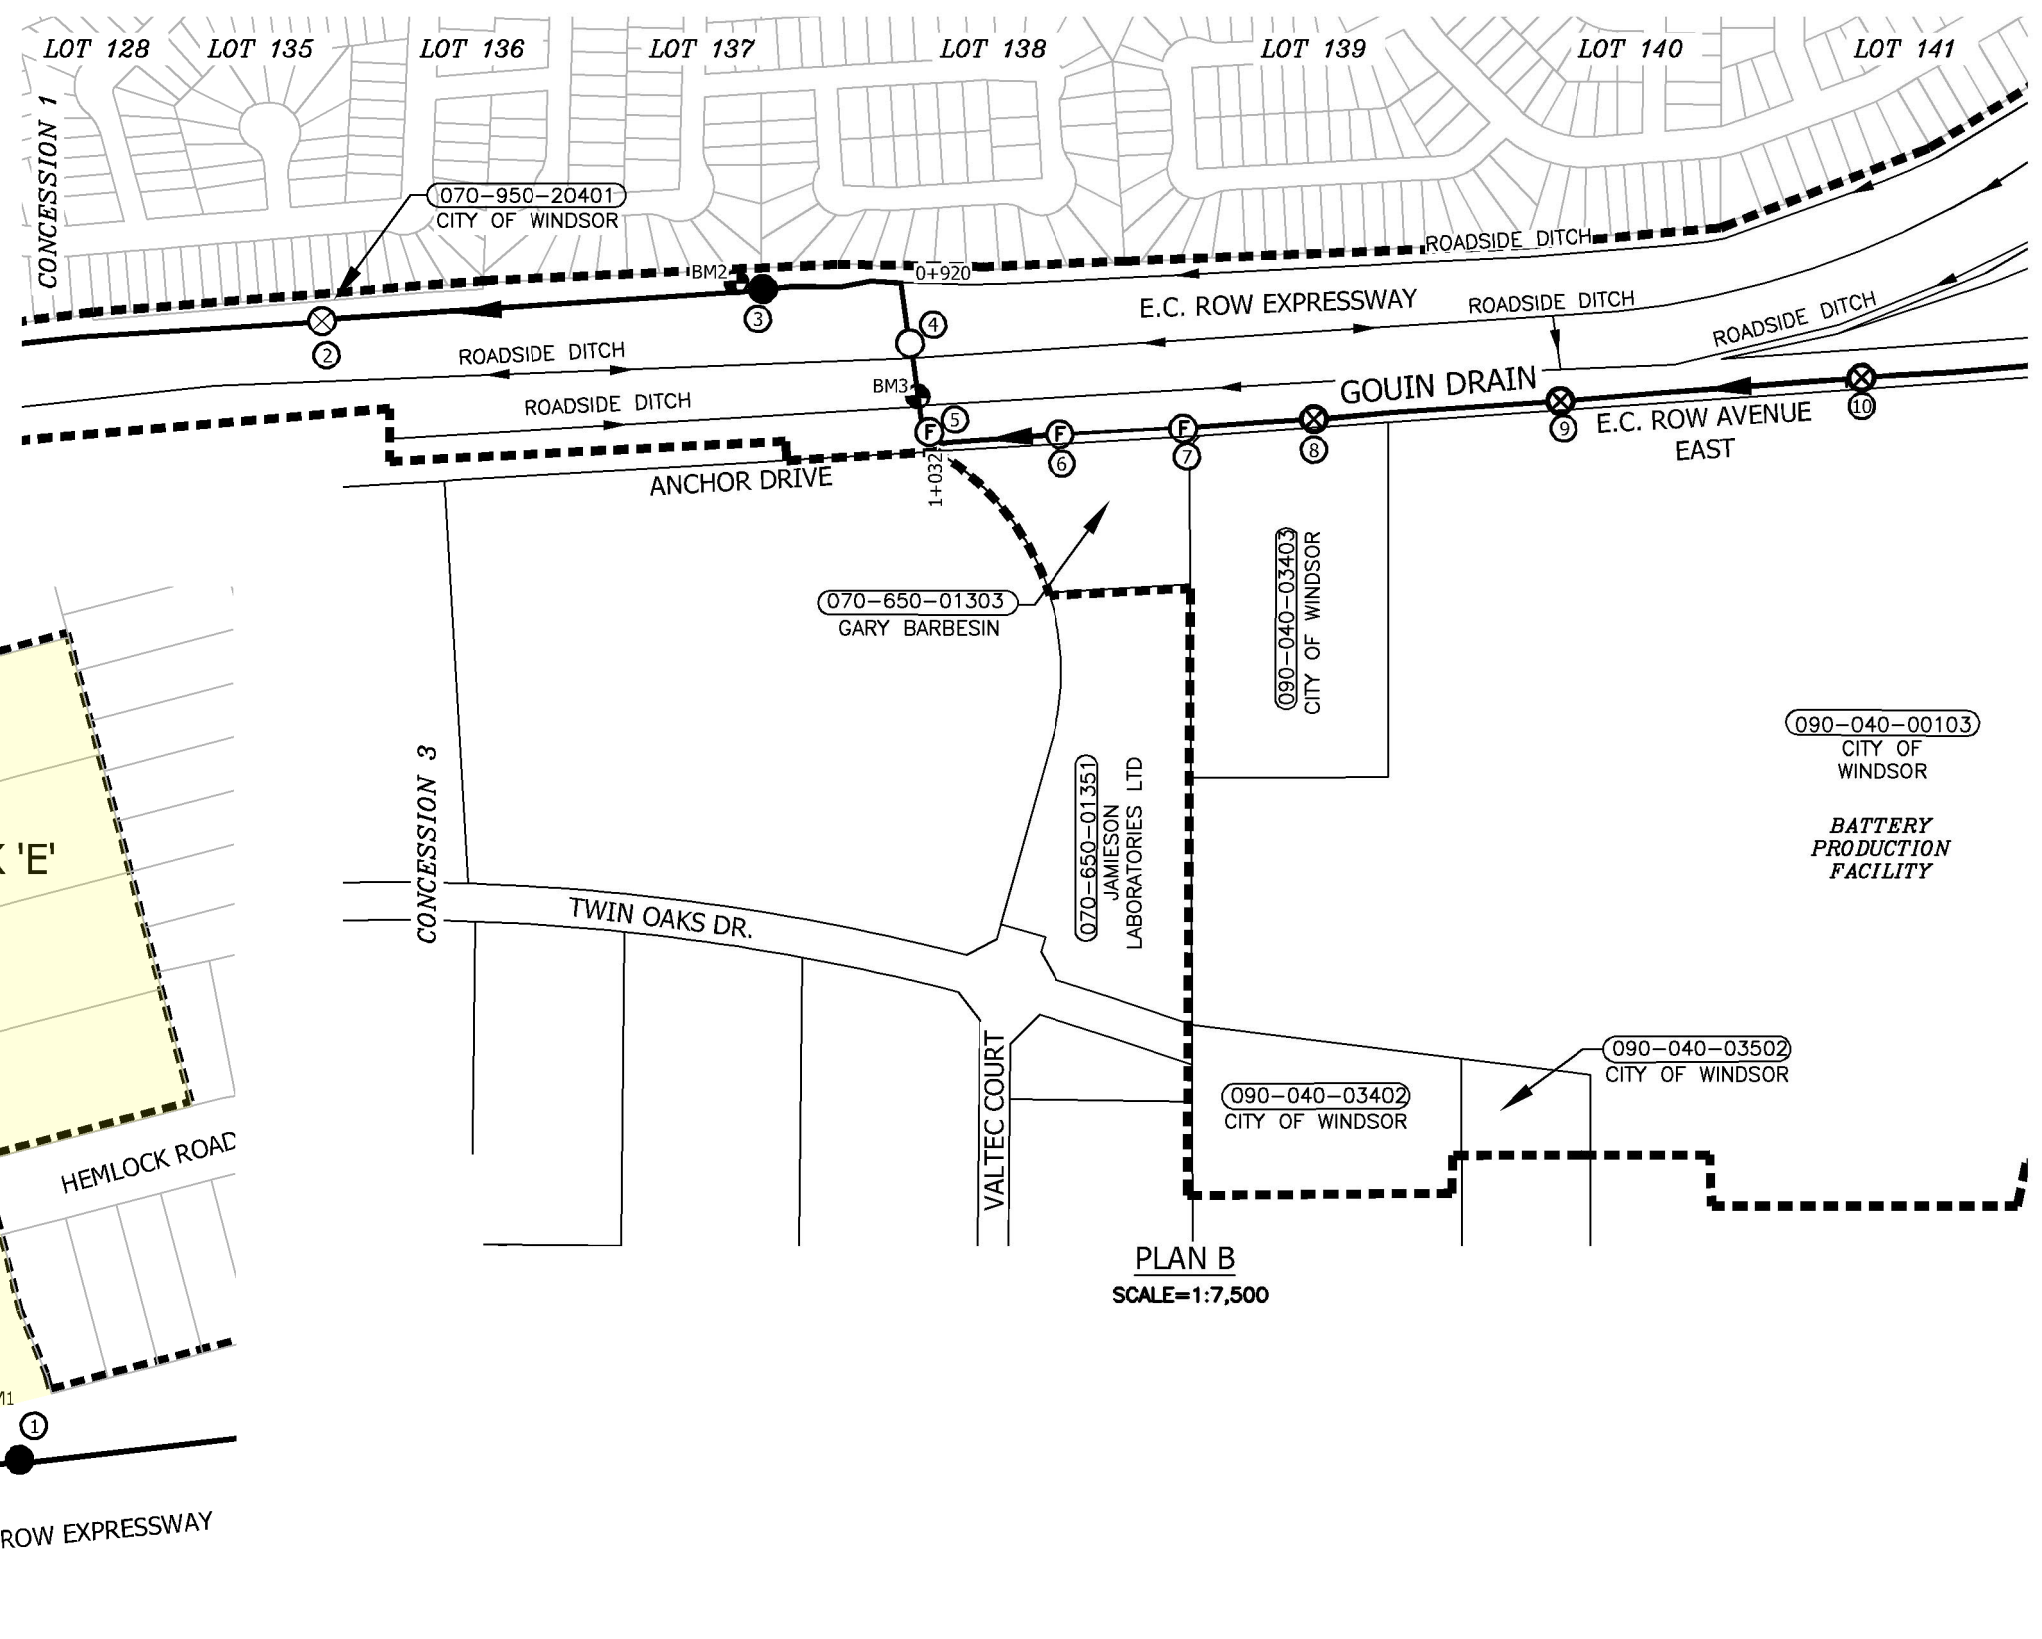 LOT 128
LOT 135
LOT 136
LOT 137
LOT 138
LOT 139
LOT 140
LOT 141
CONCESSION 1
070-950-20401
CITY OF WINDSOR
BM2
0+920
ROADSIDE DITCH
E.C. ROW EXPRESSWAY
ROADSIDE DITCH
ROADSIDE DITCH
2
3
4
ROADSIDE DITCH
BM3
ROADSIDE DITCH
GOUIN DRAIN
F
5
F
6
F
7
8
9
10
E.C. ROW AVENUE
EAST
1+032
ANCHOR DRIVE
070-650-01303
GARY BARBESIN
090-040-03403
CITY OF WINDSOR
090-040-00103
CITY OF
WINDSOR
BATTERY
PRODUCTION
FACILITY
CONCESSION 3
070-650-01351
JAMIESON
LABORATORIES LTD
'E'
TWIN OAKS DR.
VALTEC COURT
090-040-03402
CITY OF WINDSOR
090-040-03502
CITY OF WINDSOR
HEMLOCK ROAD
PLAN B
SCALE=1:7,500
1
ROW EXPRESSWAY